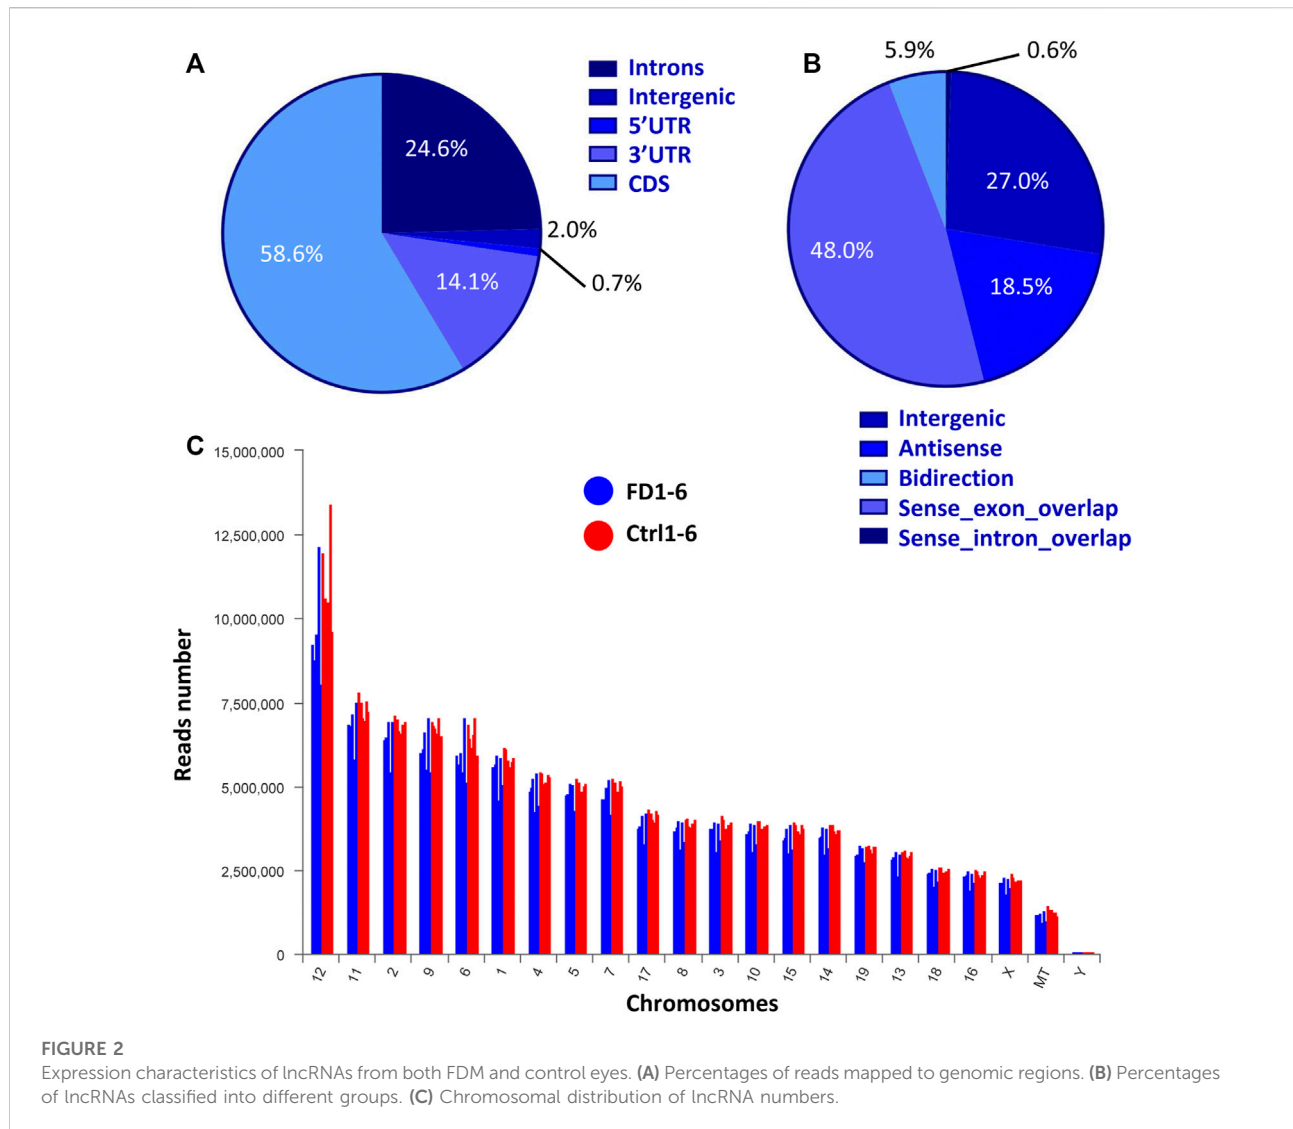 A
24.6%
2.0%
0.7%
14.1%
58.6%
Introns
Intergenic
5'UTR
3'UTR
CDS
B
5.9%
0.6%
27.0%
18.5%
48.0%
Intergenic
Antisense
Bidirection
Sense_exon_overlap
Sense_intron_overlap
C
FD1-6
Ctrl1-6
Reads number
15,000,000
12,500,000
10,000,000
7,500,000
5,000,000
2,500,000
0
12 11 2 9 6 1 4 5 7 17 8 3 10 15 14 19 13 18 16 X MT Y
Chromosomes
FIGURE 2
Expression characteristics of lncRNAs from both FDM and control eyes. (A) Percentages of reads mapped to genomic regions. (B) Percentages
of lncRNAs classified into different groups. (C) Chromosomal distribution of lncRNA numbers.